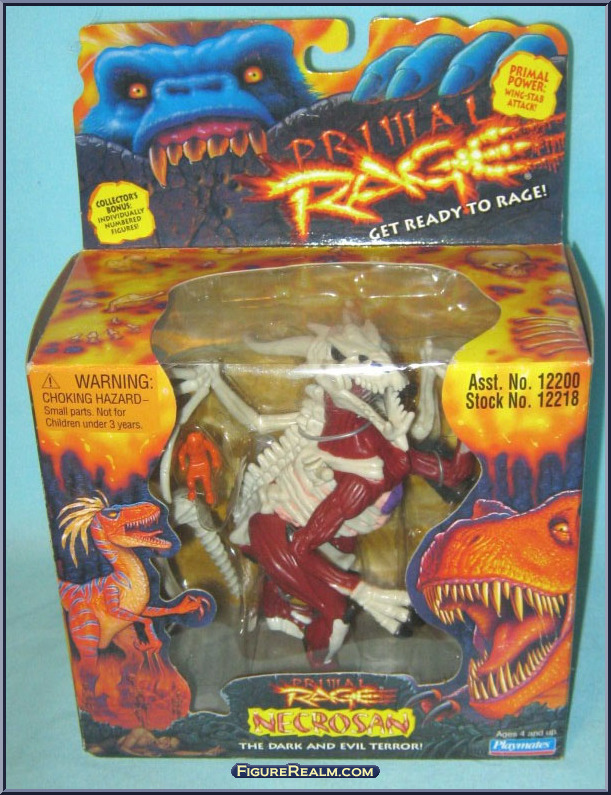 PRIMAL
POWER:
WING-STAB
ATTACK!
PRIMAL
RAGE
GET READY TO RAGE!
COLLECTOR'S
BONUS:
INDIVIDUALLY
NUMBERED
FIGURES!
WARNING:
CHOKING HAZARD–
Small parts. Not for
Children under 3 years.
Asst. No. 12200
Stock No. 12218
PRIMAL
RAGE
NECROSAN
THE DARK AND EVIL TERROR!
Ages 4 and up.
Playmates
FIGUREREALM.COM